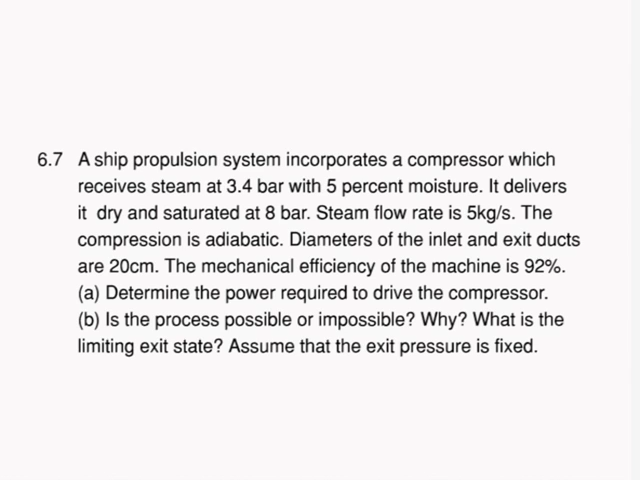 6.7 A ship propulsion system incorporates a compressor which
receives steam at 3.4 bar with 5 percent moisture. It delivers
it dry and saturated at 8 bar. Steam flow rate is 5kg/s. The
compression is adiabatic. Diameters of the inlet and exit ducts
are 20cm. The mechanical efficiency of the machine is 92%.
(a) Determine the power required to drive the compressor.
(b) Is the process possible or impossible? Why? What is the
limiting exit state? Assume that the exit pressure is fixed.